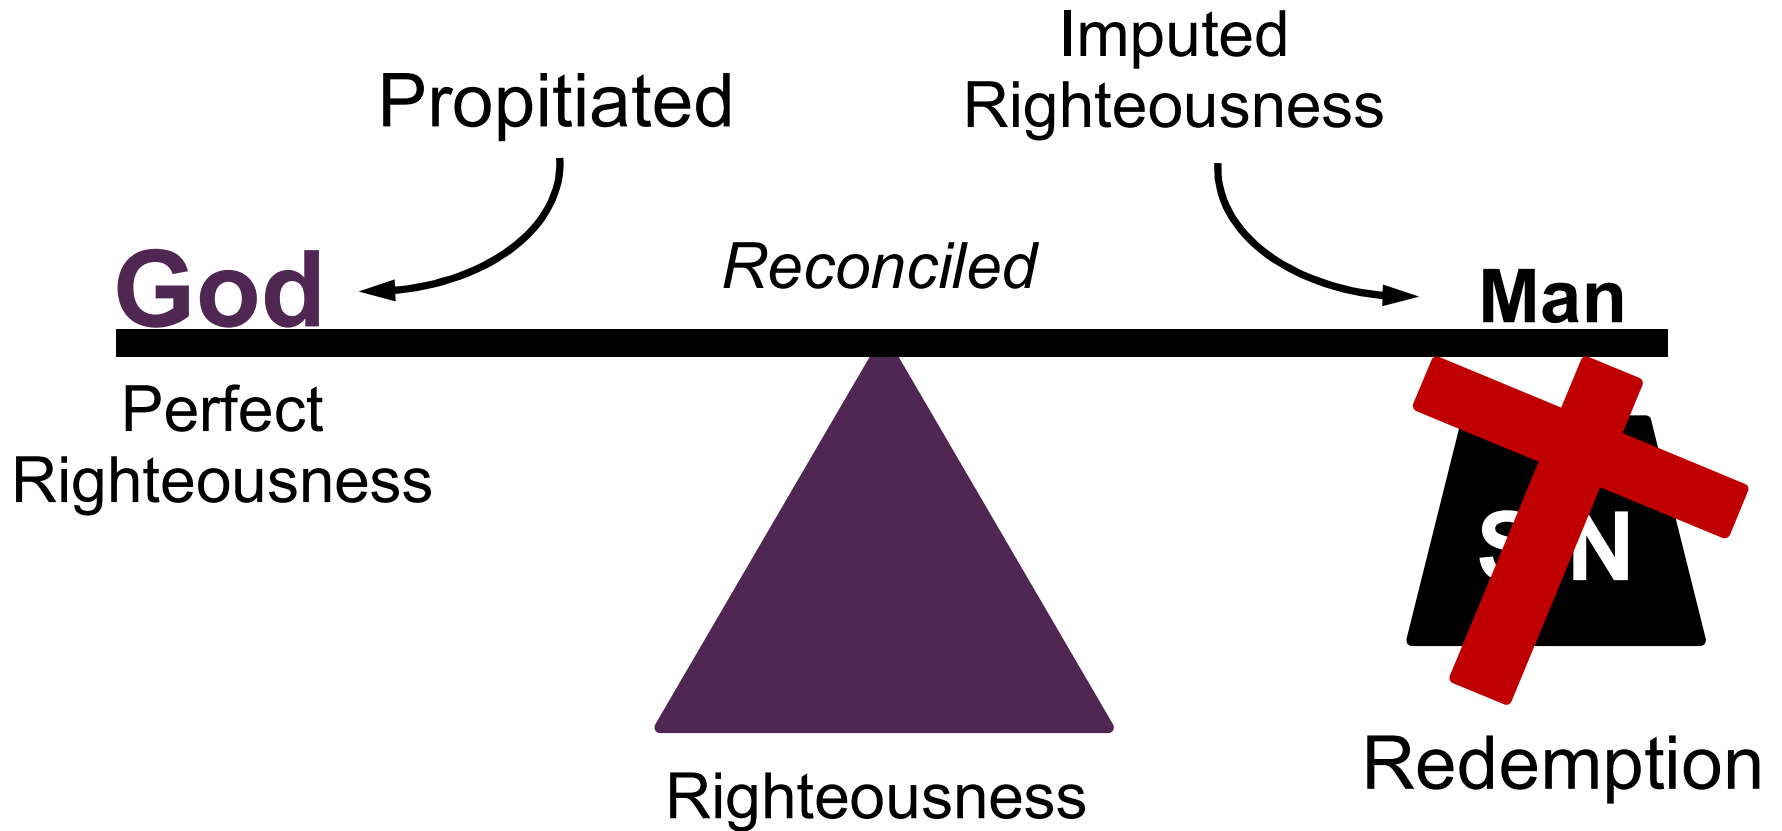 Imputed
Righteousness
Propitiated
God
Reconciled
Man
Perfect
Righteousness
Righteousness
Redemption